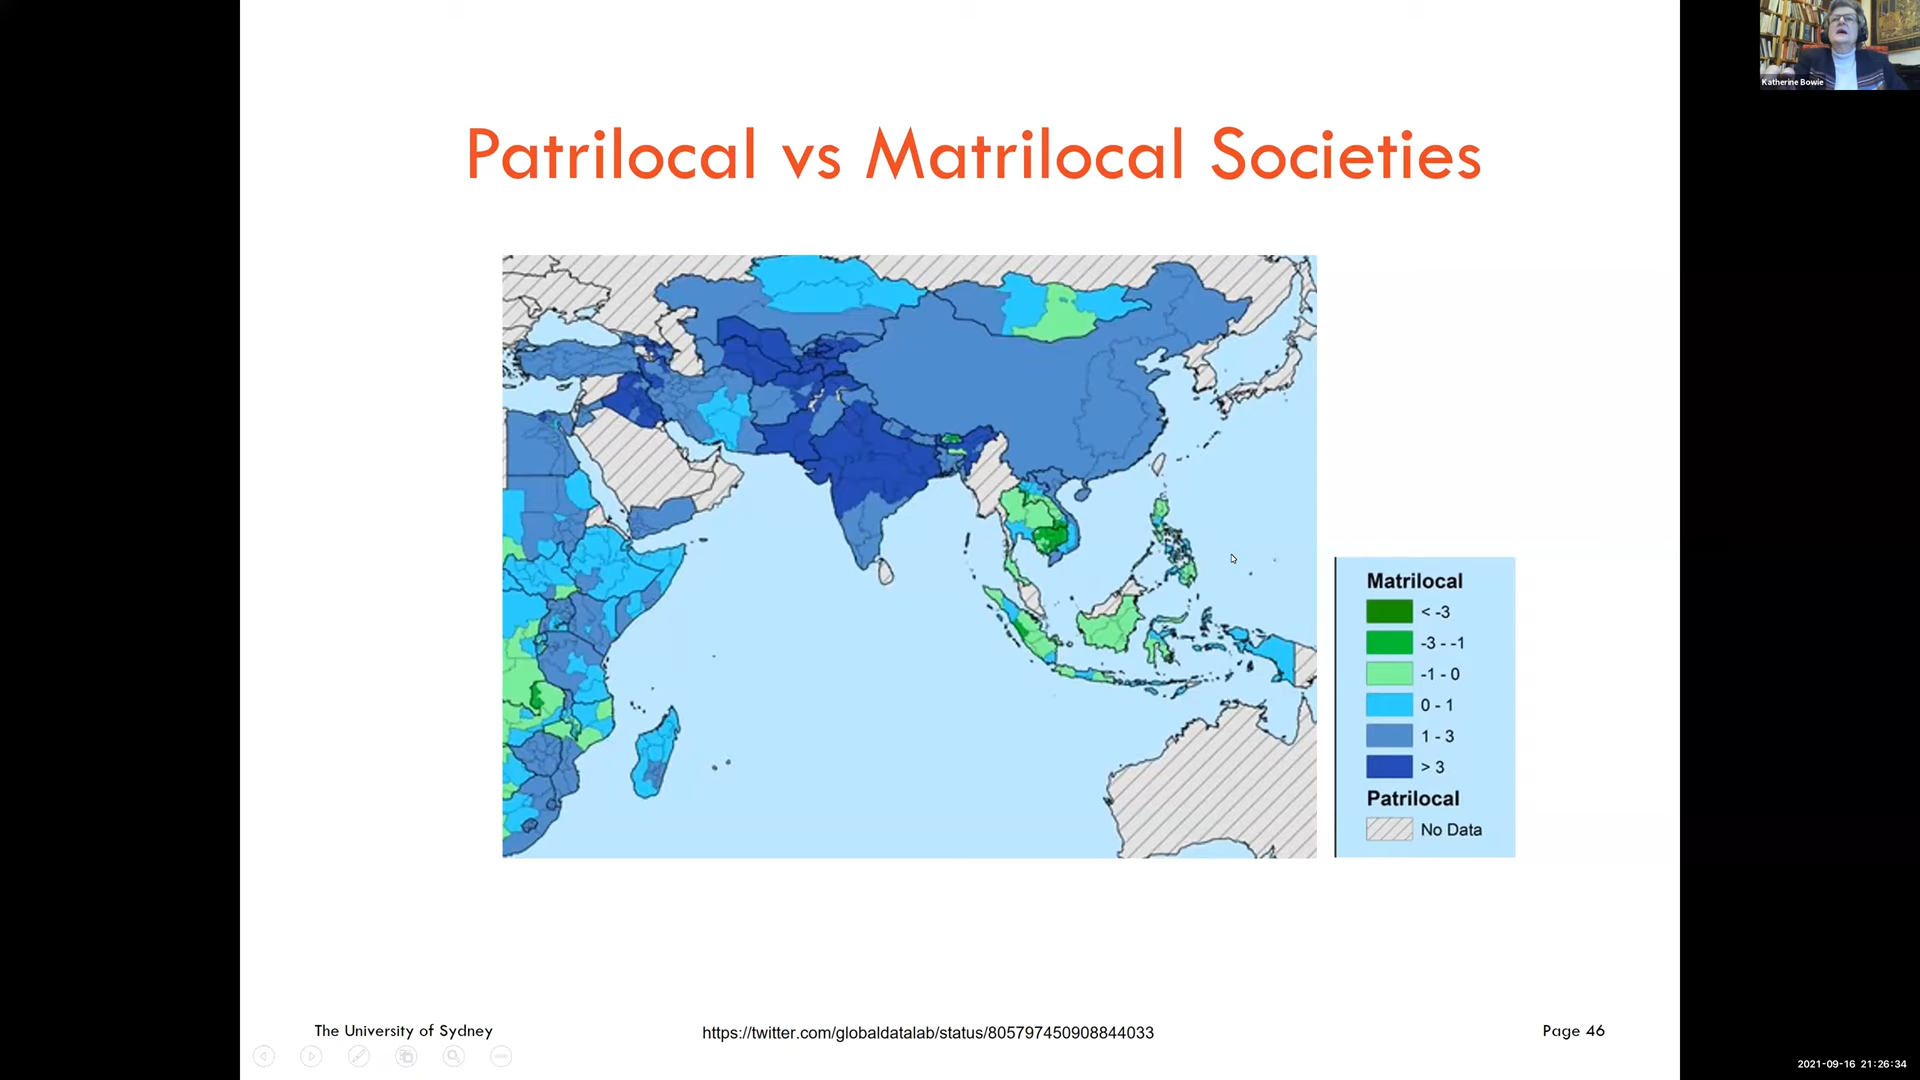 Katherine Bowie
Patrilocal vs Matrilocal Societies
Matrilocal
< -3
-3 - -1
-1 - 0
0 - 1
1 - 3
> 3
Patrilocal
No Data
The University of Sydney
https://twitter.com/globaldatalab/status/805797450908844033
Page 46
2021-09-16 21:26:34